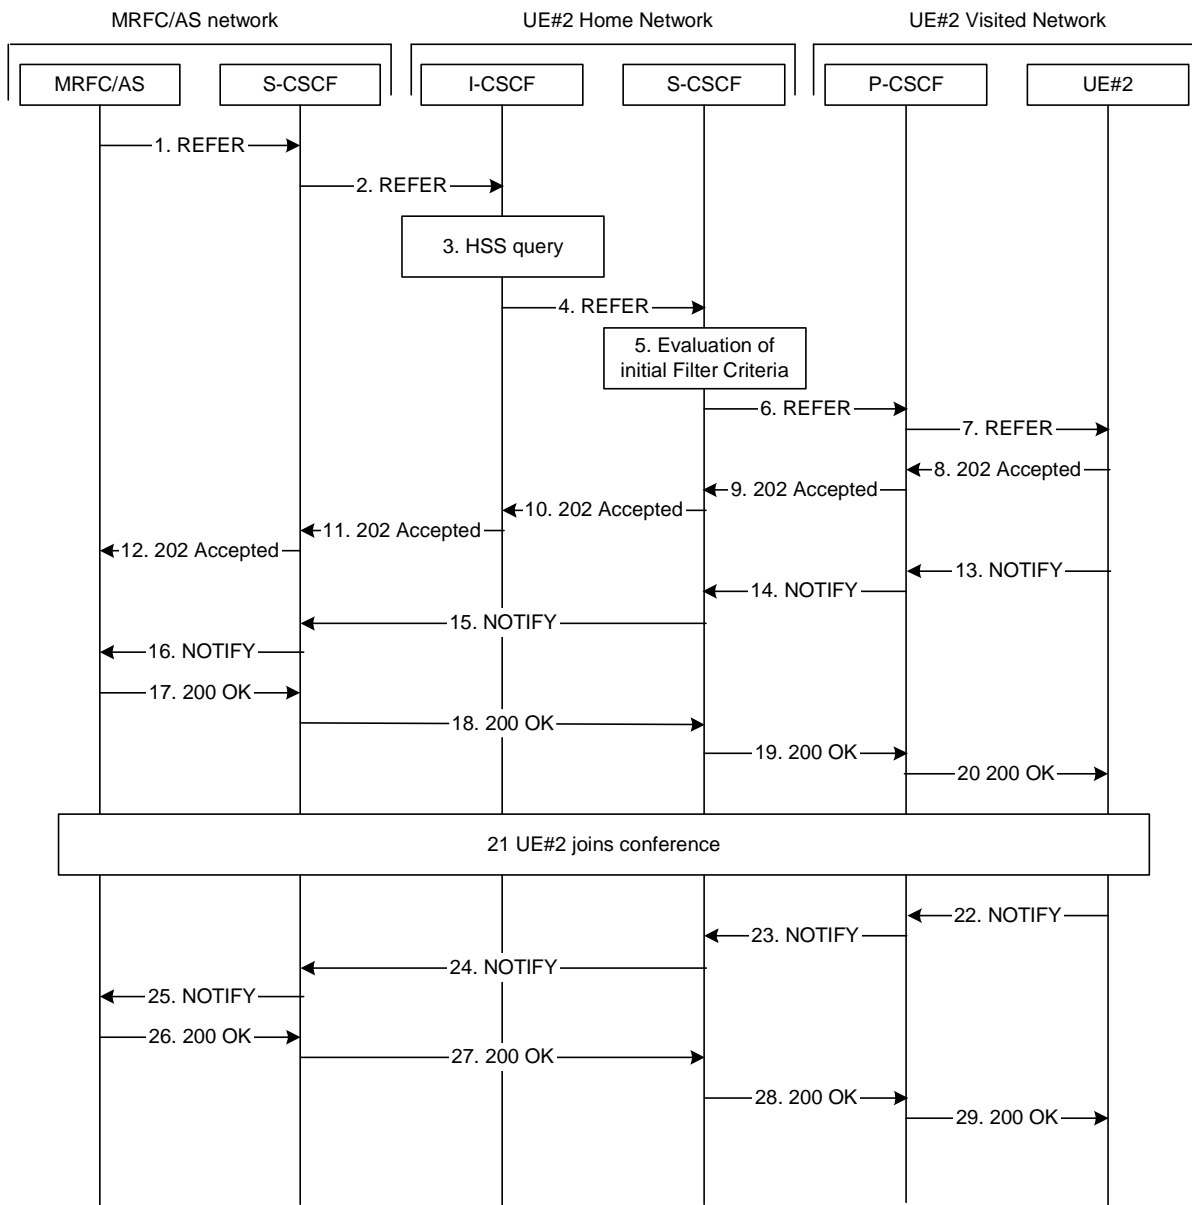 MRFC/AS network
UE#2 Home Network
UE#2 Visited Network
MRFC/AS
S-CSCF
I-CSCF
S-CSCF
P-CSCF
UE#2
1. REFER
2. REFER
3. HSS query
4. REFER
5. Evaluation of
initial Filter Criteria
6. REFER
7. REFER
8. 202 Accepted
9. 202 Accepted
10. 202 Accepted
11. 202 Accepted
12. 202 Accepted
13. NOTIFY
14. NOTIFY
15. NOTIFY
16. NOTIFY
17. 200 OK
18. 200 OK
19. 200 OK
20 200 OK
21 UE#2 joins conference
22. NOTIFY
23. NOTIFY
24. NOTIFY
25. NOTIFY
26. 200 OK
27. 200 OK
28. 200 OK
29. 200 OK